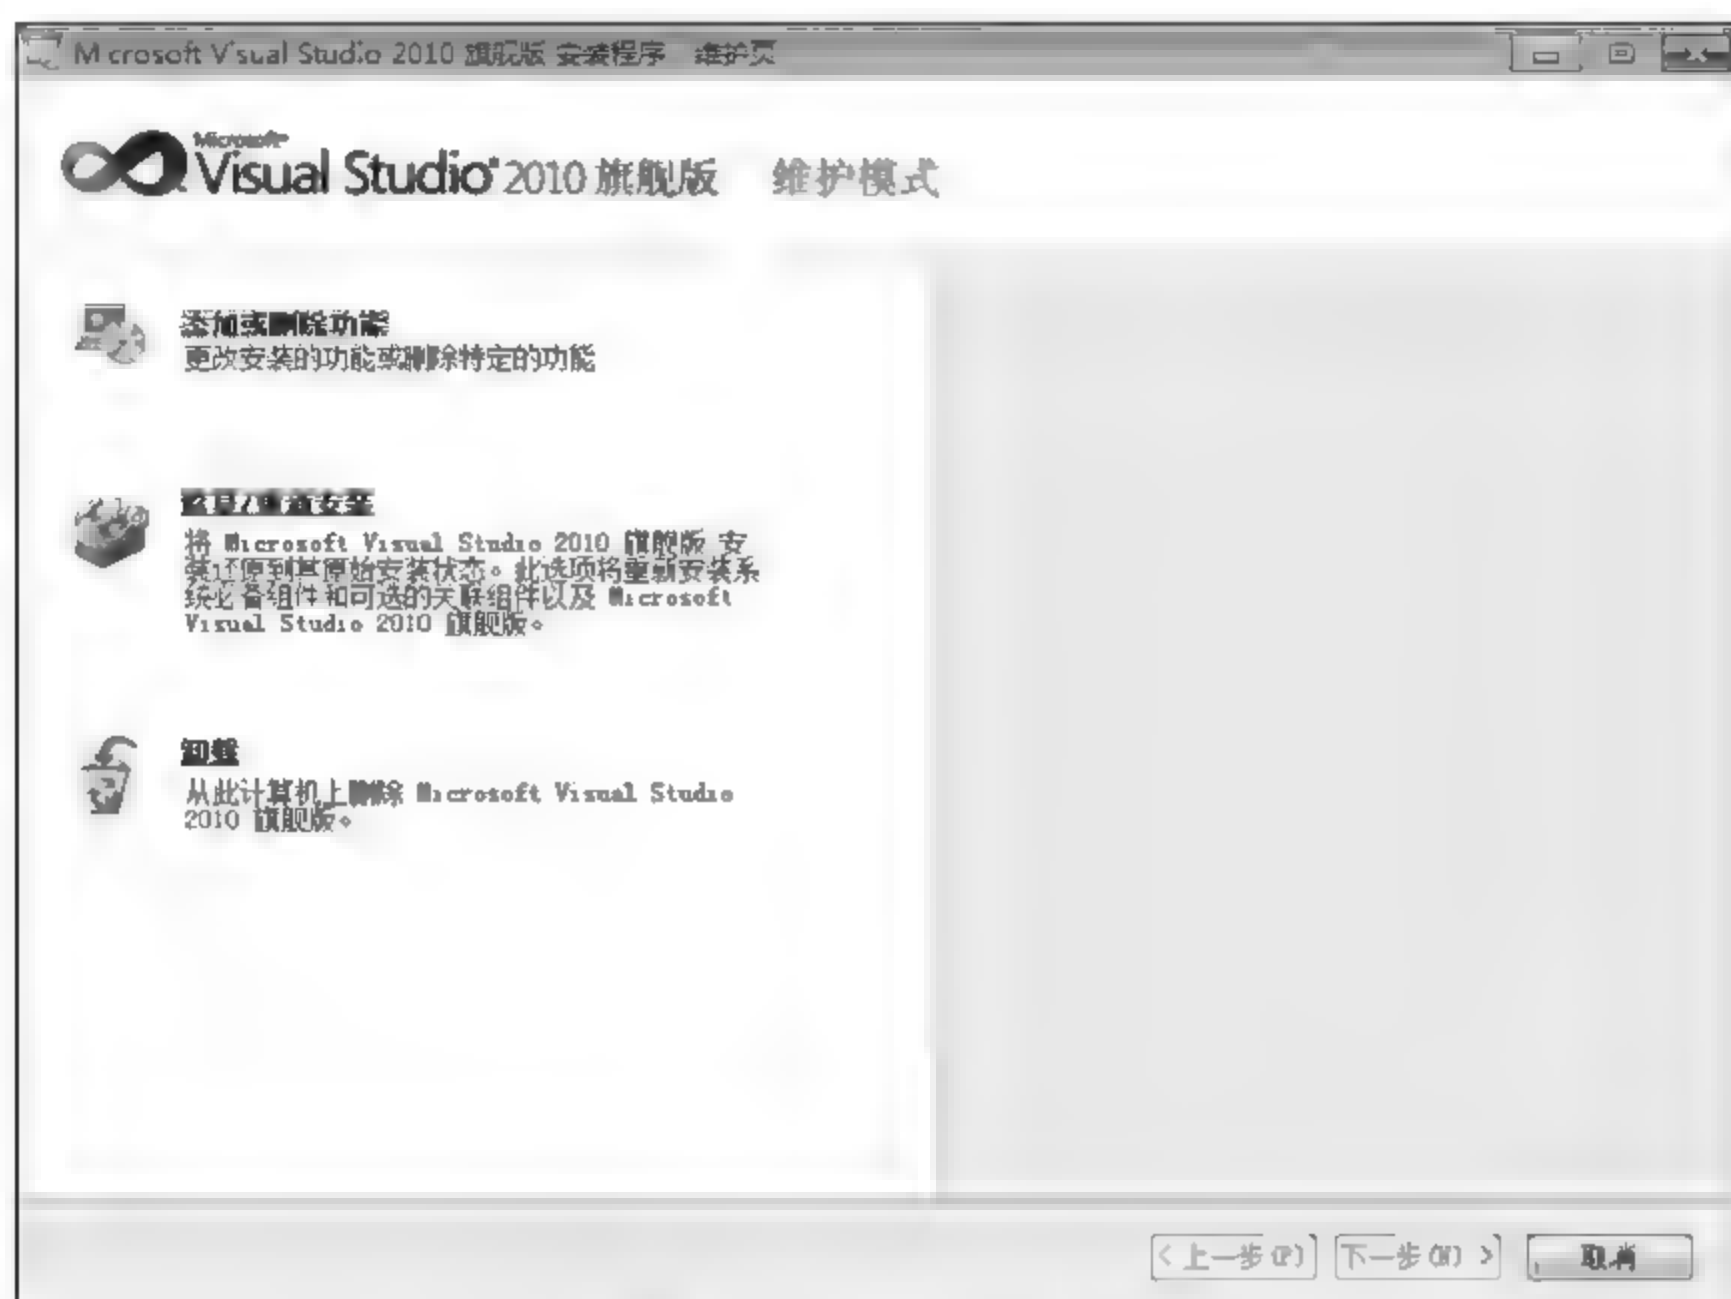 Microsoft Visual Studio 2010 旗舰版 安装程序 维护页
Microsoft
Visual Studio 2010 旗舰版 维护模式
添加或删除功能
更改安装的功能或删除特定的功能
将 Microsoft Visual Studio 2010 旗舰版 安
装还原到其原始安装状态。此选项将重新安装系
统必备组件和可选的关联组件以及 Microsoft
Visual Studio 2010 旗舰版。
卸载
从此计算机上删除 Microsoft Visual Studio
2010 旗舰版。
< 上一步(P) 下一步(N) > 取消